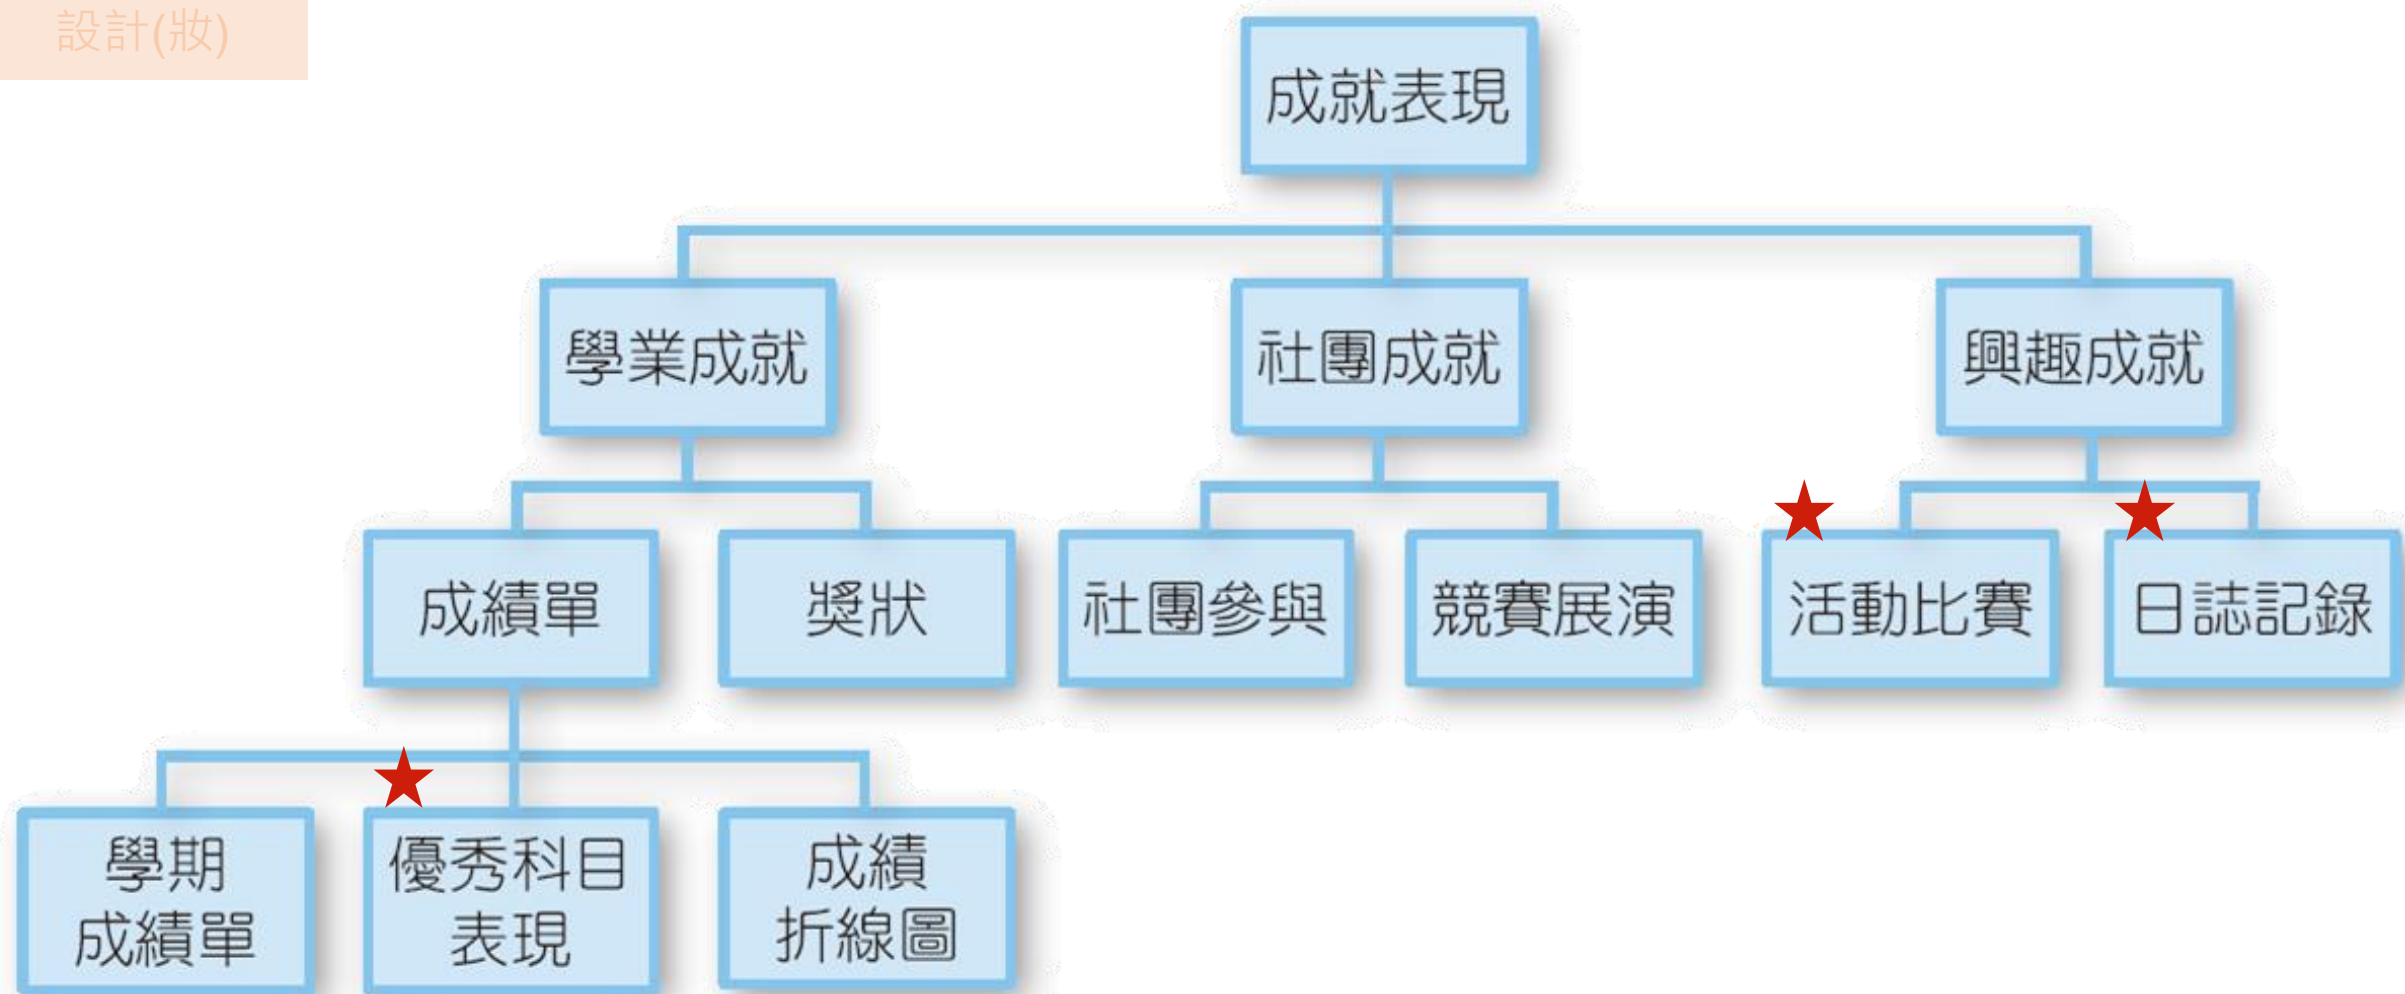 設計(妝)
成就表現
學業成就
社團成就
興趣成就
成績單
獎狀
社團參與
競賽展演
活動比賽
日誌記錄
學期
成績單
優秀科目
表現
成績
折線圖